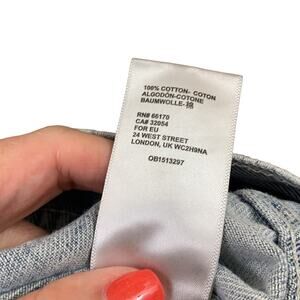 100% COTTON- COTON
ALGODÓN-COTONE
BAUMWOLLE-棉
RN# 66170
CA# 32054
FOR EU
24 WEST STREET
LONDON, UK WC2H9NA
OB1513297